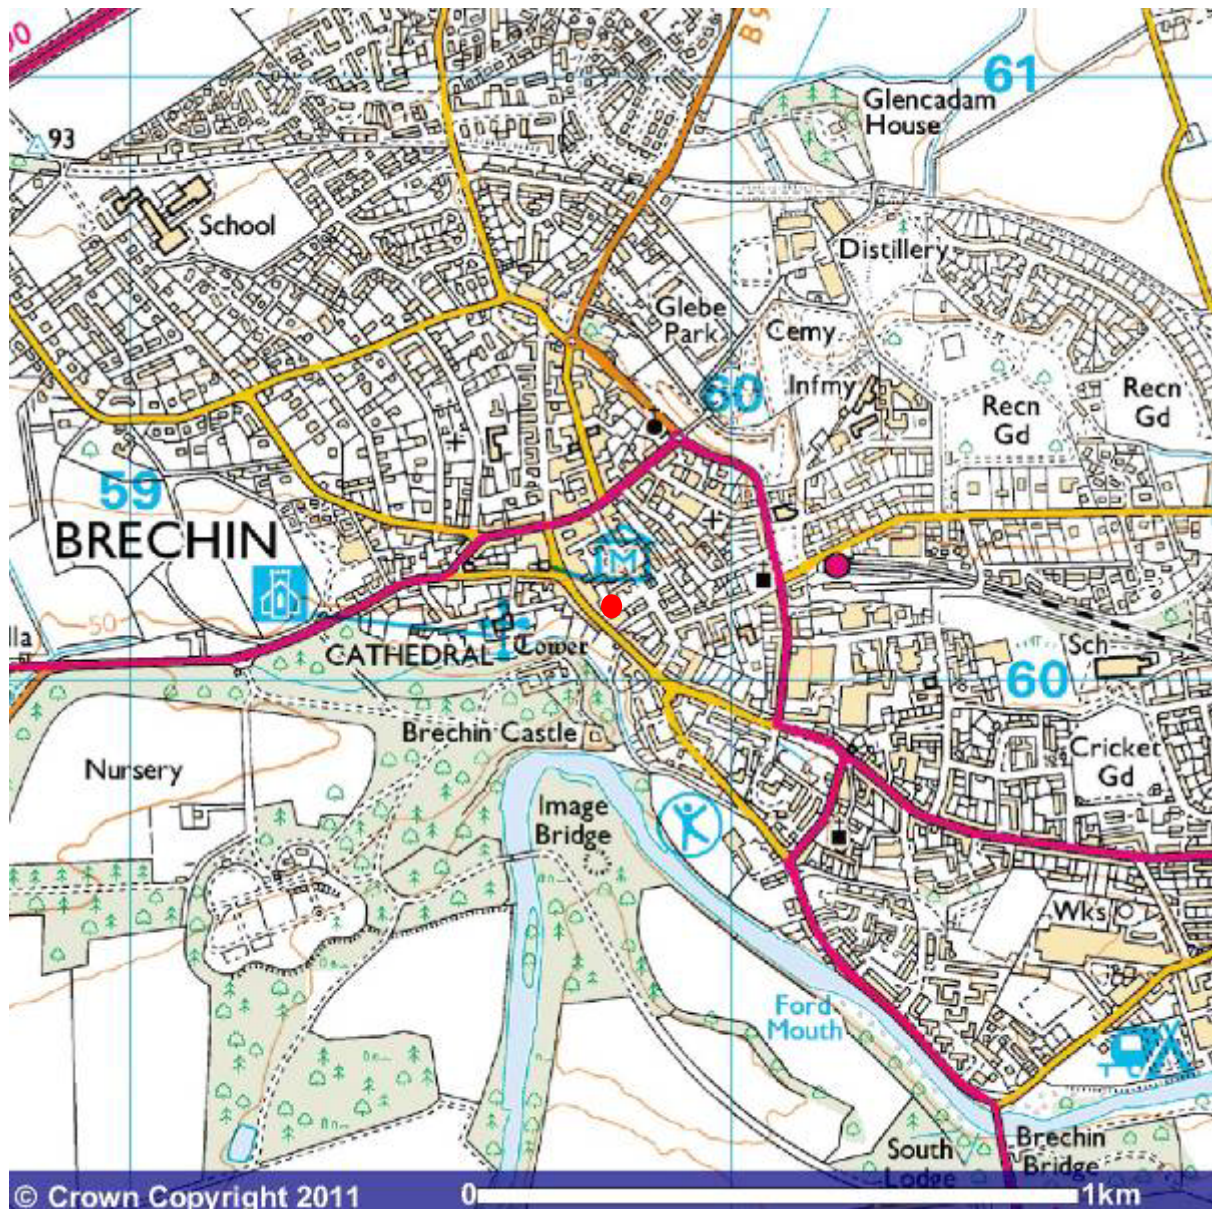 61
Glencadam
House
93
School
Distillery
Glebe
Park
Cemy
60
Infmy
Recn
Gd
Recn
Gd
59
BRECHIN
M
50
CATHEDRAL
Tower
Sch
60
Brechin Castle
Cricket
Gd
Nursery
Image
Bridge
Wks
Ford
Mouth
South
Lodge
Brechin
Bridge
© Crown Copyright 2011
0
1km